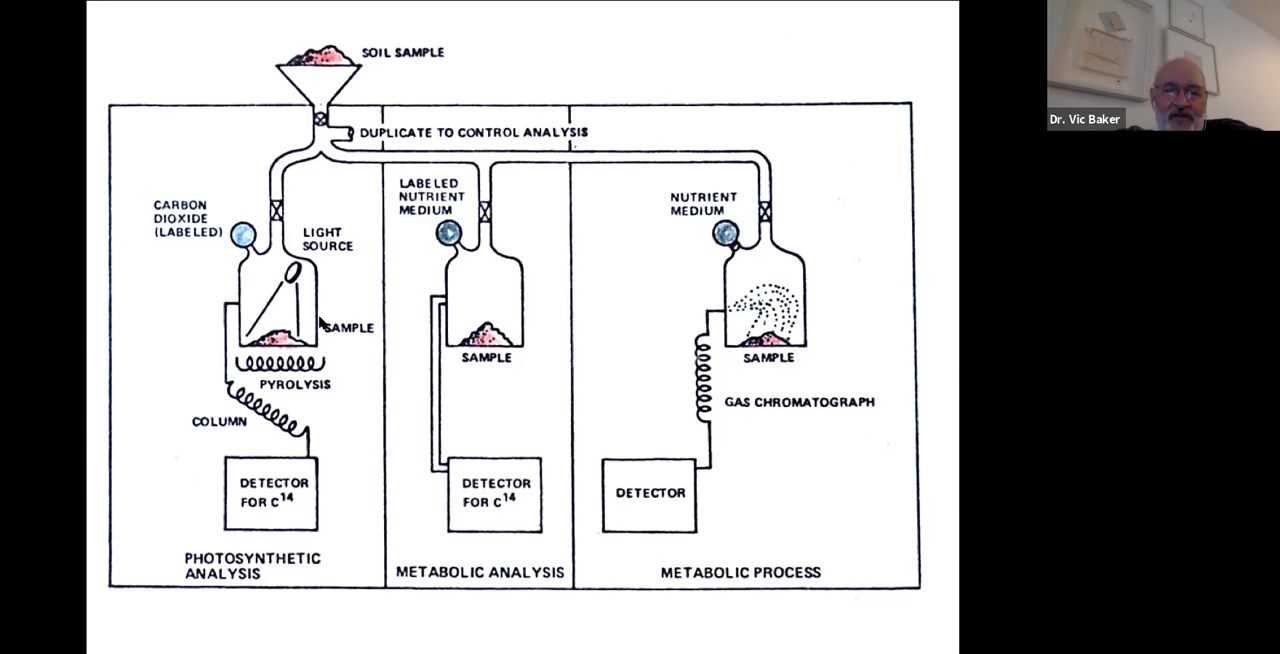 SOIL SAMPLE
Dr. Vic Baker
DUPLICATE TO CONTROL ANALYSIS
CARBON
DIOXIDE
(LABELED)
LIGHT
SOURCE
SAMPLE
PYROLYSIS
COLUMN
DETECTOR
FOR C14
PHOTOSYNTHETIC
ANALYSIS
LABELED
NUTRIENT
MEDIUM
SAMPLE
DETECTOR
FOR C14
METABOLIC ANALYSIS
NUTRIENT
MEDIUM
SAMPLE
GAS CHROMATOGRAPH
DETECTOR
METABOLIC PROCESS